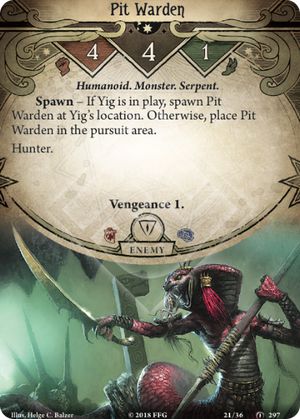 Pit Warden
4 4 1
Humanoid. Monster. Serpent.
Spawn – If Yig is in play, spawn Pit
Warden at Yig's location. Otherwise, place Pit
Warden in the pursuit area.
Hunter.
Vengeance 1.
ENEMY
Illus. Helge C. Balzer © 2018 FFG 21/36 297